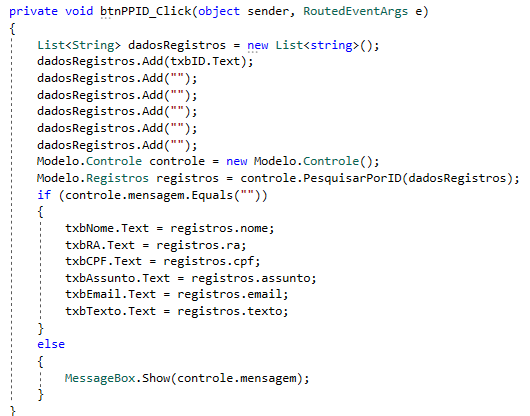 private void btnPPID_Click(object sender, RoutedEventArgs e)
{
    List<String> dadosRegistros = new List<string>();
    dadosRegistros.Add(txbID.Text);
    dadosRegistros.Add("");
    dadosRegistros.Add("");
    dadosRegistros.Add("");
    dadosRegistros.Add("");
    dadosRegistros.Add("");
    Modelo.Controle controle = new Modelo.Controle();
    Modelo.Registros registros = controle.PesquisarPorID(dadosRegistros);
    if (controle.mensagem.Equals(""))
    {
        txbNome.Text = registros.nome;
        txbRA.Text = registros.ra;
        txbCPF.Text = registros.cpf;
        txbAssunto.Text = registros.assunto;
        txbEmail.Text = registros.email;
        txbTexto.Text = registros.texto;
    }
    else
    {
        MessageBox.Show(controle.mensagem);
    }
}